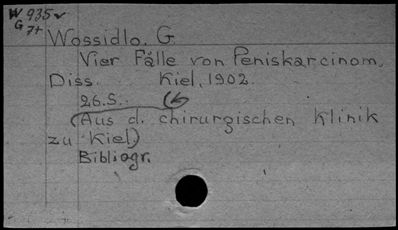 W 935
G 7+
Wossidlo, G
Vier Fälle von Peniskarcinom.
Diss. Kiel, 1902.
26.S..
(Aus d. chirurgischen Klinik
zu Kiel)
Bibliogr.